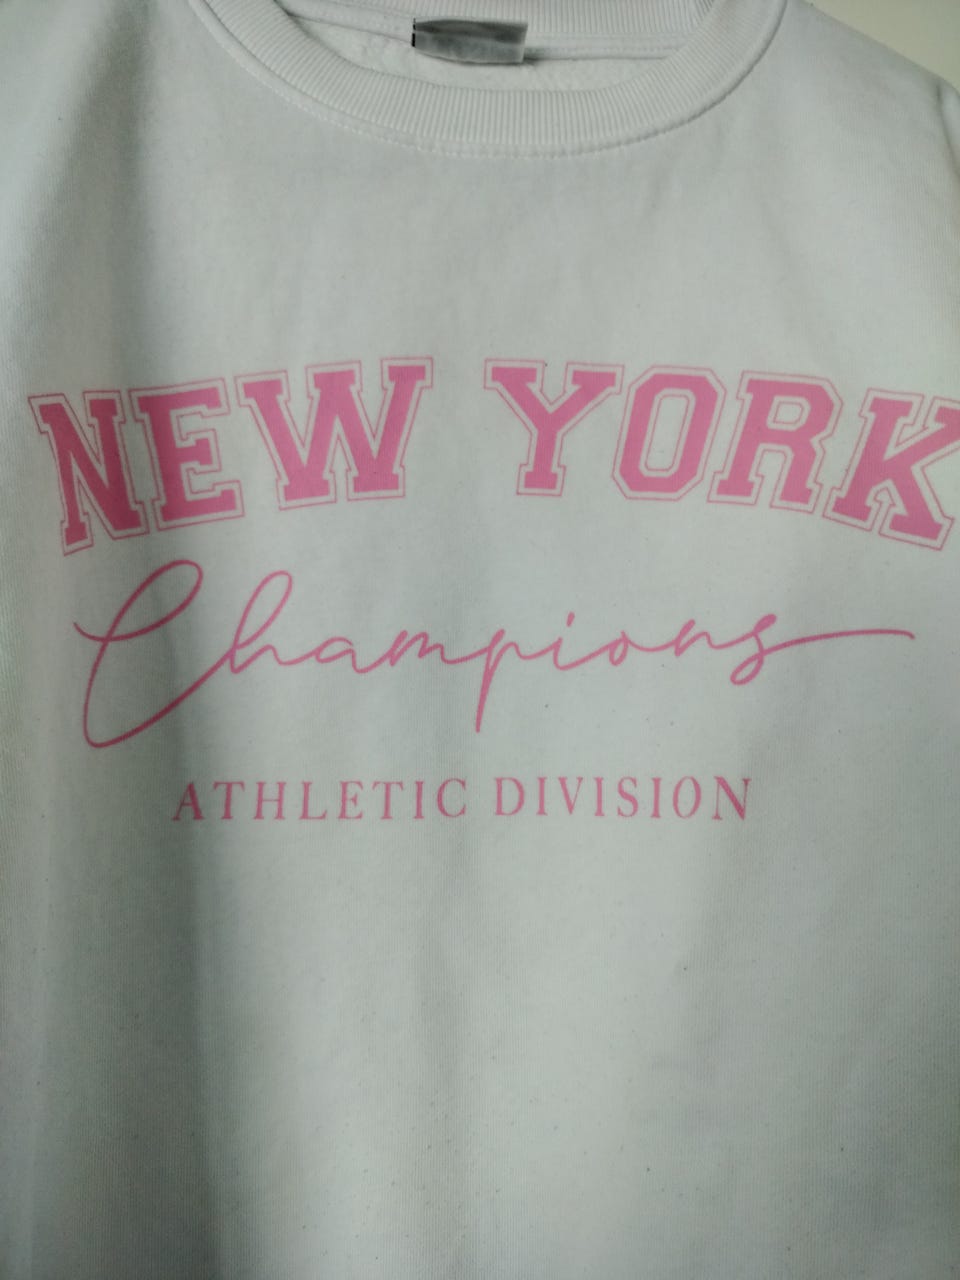 NEW YORK
Champions
ATHLETIC DIVISION